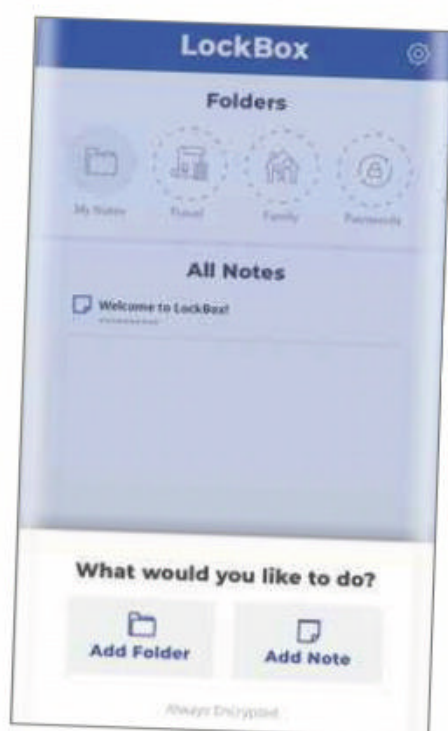 LockBox
Folders
My Notes Travel Family Passwords
All Notes
Welcome to LockBox!
What would you like to do?
Add Folder Add Note
Always Encrypted